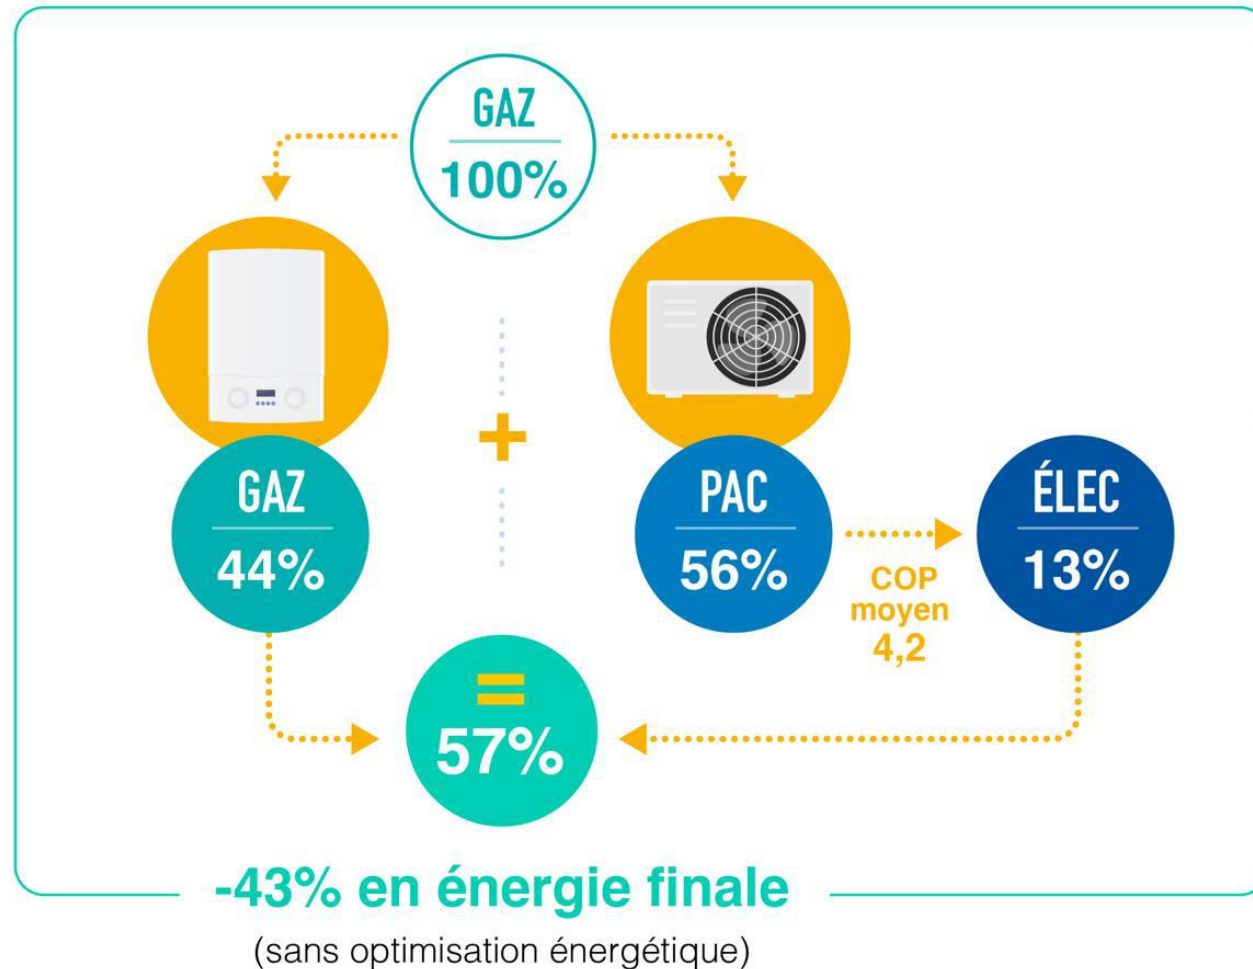 GAZ
100%
+
GAZ
44%
PAC
56%
COP
moyen
4,2
ÉLEC
13%
=
57%
-43% en énergie finale
(sans optimisation énergétique)